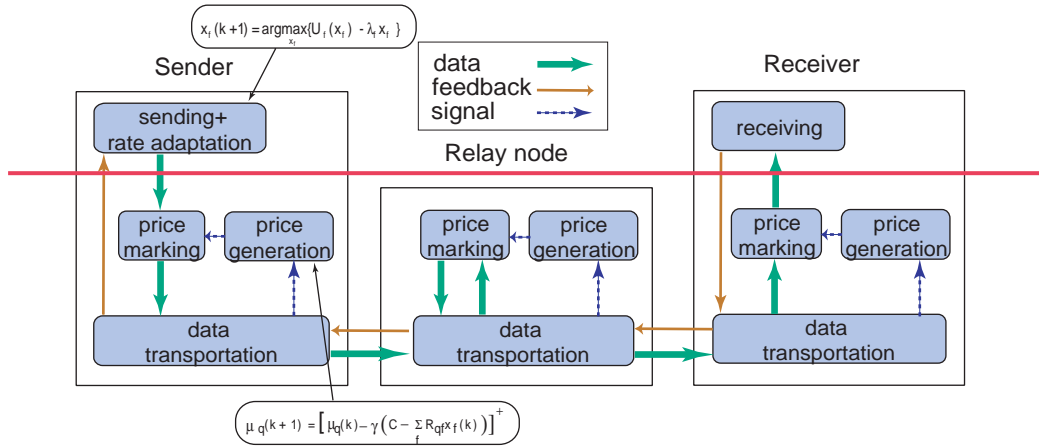 x_f(k+1) = argmax{U_f(x_f) - λ_f x_f}
x_f
Sender
data
feedback
signal
Receiver
sending+
rate adaptation
receiving
Relay node
price
marking
price
generation
price
marking
price
generation
price
marking
price
generation
data
transportation
data
transportation
data
transportation
μ_q(k+1) = [μ_q(k) – γ(C – Σ R_qf x_f(k))]^+
f